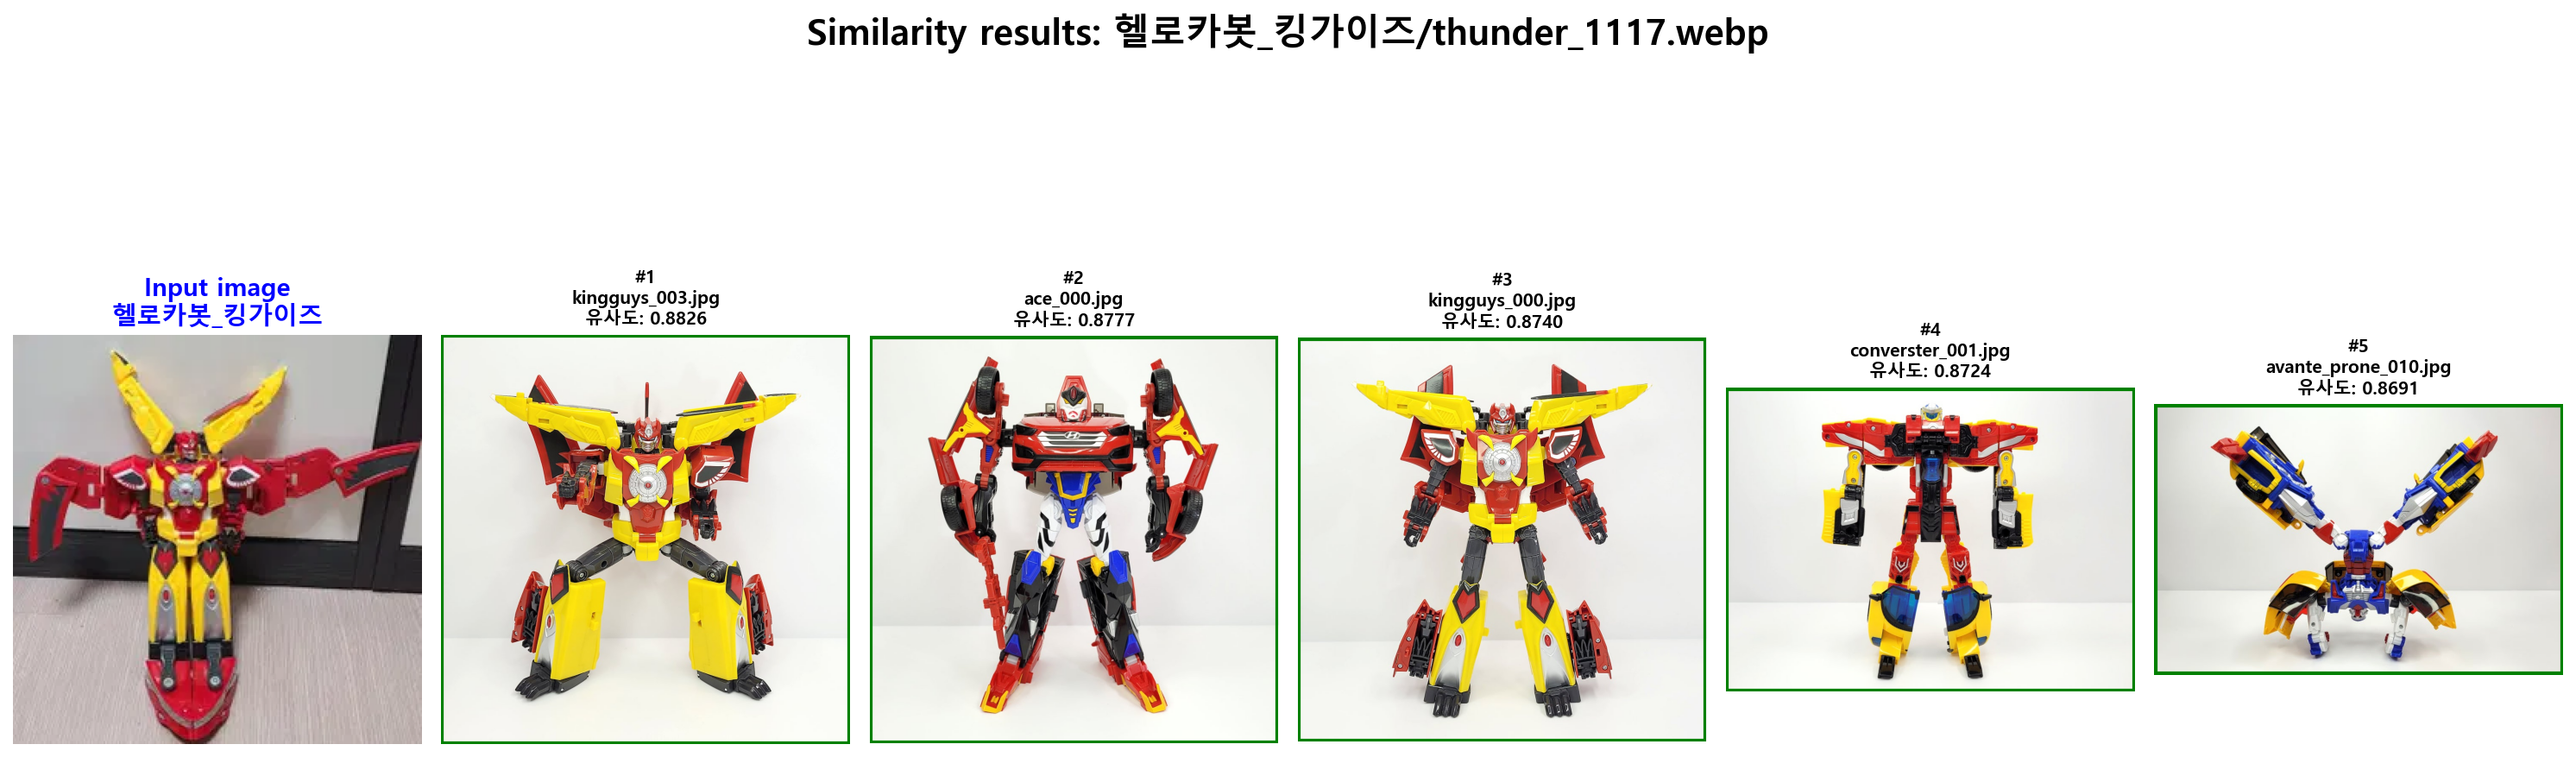 Similarity results: 헬로카봇_킹가이즈/thunder_1117.webp
Input image
헬로카봇_킹가이즈
#1
kingguys_003.jpg
유사도: 0.8826
#2
ace_000.jpg
유사도: 0.8777
#3
kingguys_000.jpg
유사도: 0.8740
#4
converster_001.jpg
유사도: 0.8724
#5
avante_prone_010.jpg
유사도: 0.8691